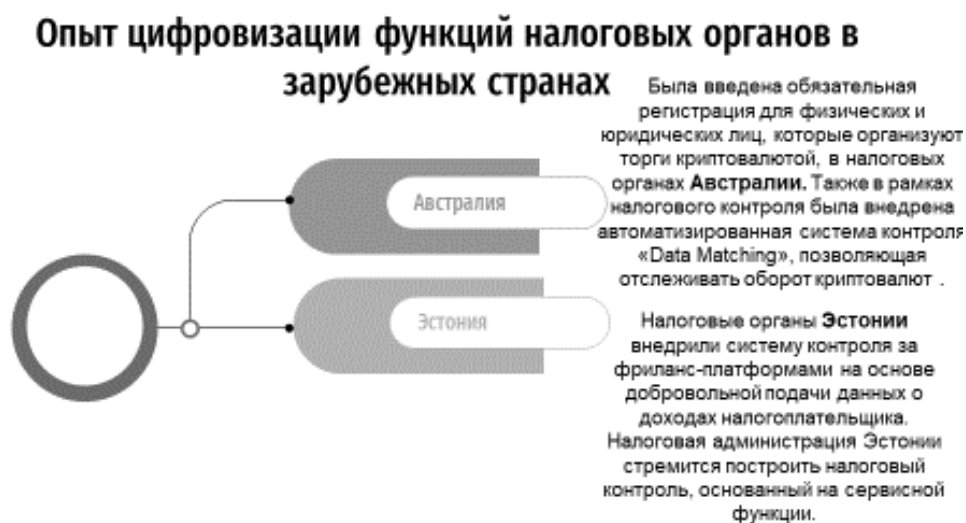 Опыт цифровизации функций налоговых органов в
зарубежных странах
Была введена обязательная
регистрация для физических и
юридических лиц, которые организуют
торги криптовалютой, в налоговых
органах Австралии. Также в рамках
налогового контроля была внедрена
автоматизированная система контроля
«Data Matching», позволяющая
отслеживать оборот криптовалют .
Австралия
Эстония
Налоговые органы Эстонии
внедрили систему контроля за
фриланс-платформами на основе
добровольной подачи данных о
доходах налогоплательщика.
Налоговая администрация Эстонии
стремится построить налоговый
контроль, основанный на сервисной
функции.